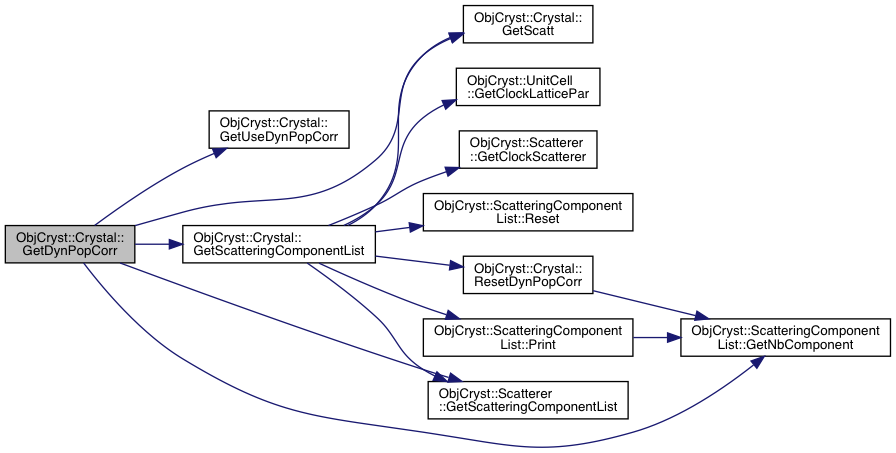 ObjCryst::Crystal::
GetScatt
ObjCryst::UnitCell
::GetClockLatticePar
ObjCryst::Crystal::
GetUseDynPopCorr
ObjCryst::Scatterer
::GetClockScatterer
ObjCryst::ScatteringComponent
List::Reset
ObjCryst::Crystal::
GetDynPopCorr
ObjCryst::Crystal::
GetScatteringComponentList
ObjCryst::Crystal::
ResetDynPopCorr
ObjCryst::ScatteringComponent
List::Print
ObjCryst::ScatteringComponent
List::GetNbComponent
ObjCryst::Scatterer
::GetScatteringComponentList